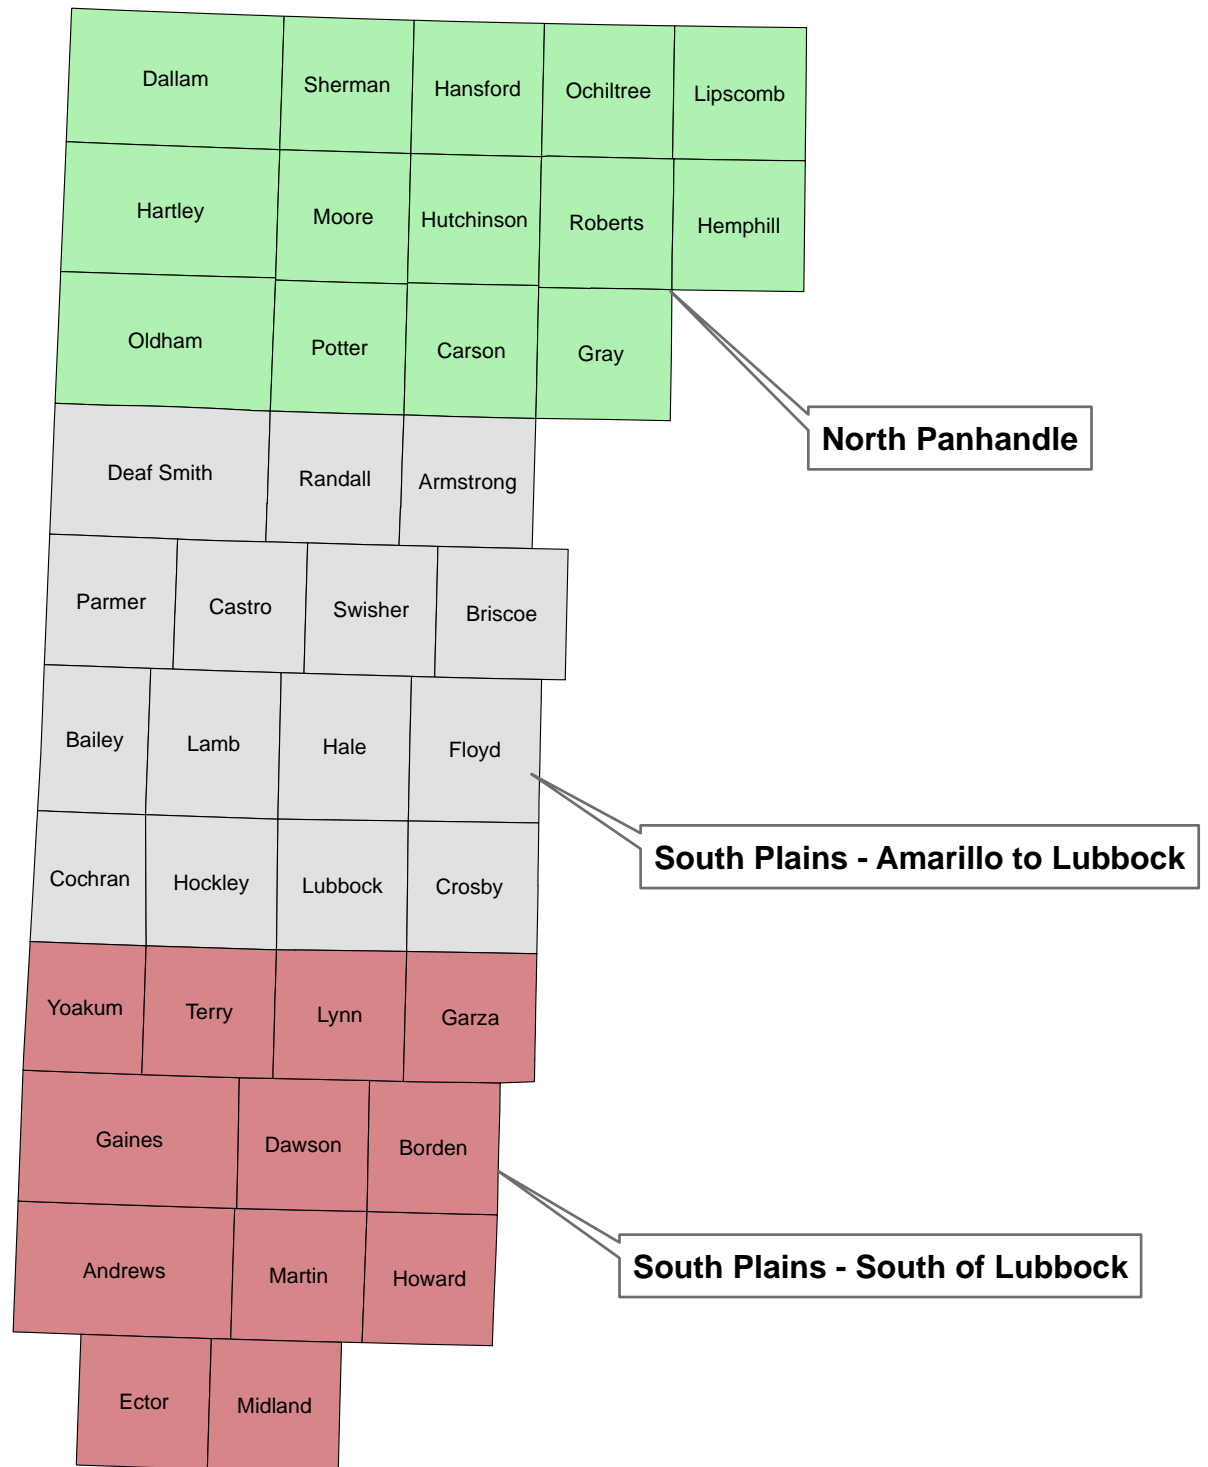 Dallam
Sherman
Hansford
Ochiltree
Lipscomb
Hartley
Moore
Hutchinson
Roberts
Hemphill
Oldham
Potter
Carson
Gray
North Panhandle
Deaf Smith
Randall
Armstrong
Parmer
Castro
Swisher
Briscoe
Bailey
Lamb
Hale
Floyd
South Plains - Amarillo to Lubbock
Cochran
Hockley
Lubbock
Crosby
Yoakum
Terry
Lynn
Garza
Gaines
Dawson
Borden
Andrews
Martin
Howard
South Plains - South of Lubbock
Ector
Midland